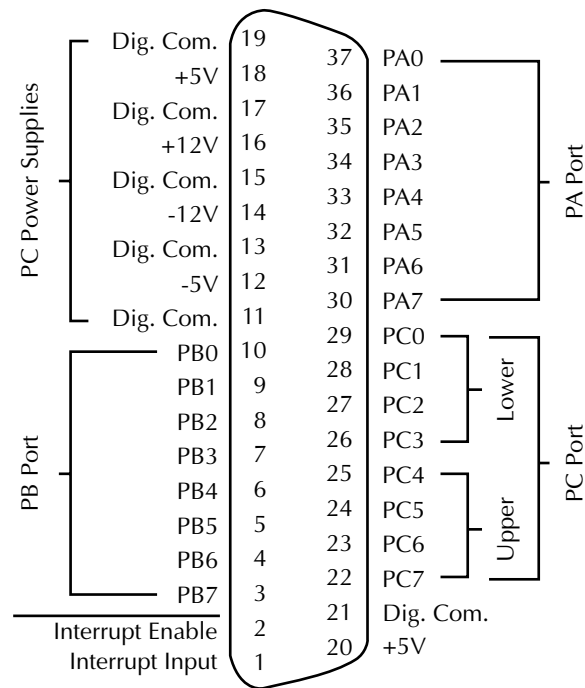 PC Power Supplies
Dig. Com. 19
+5V 18
Dig. Com. 17
+12V 16
Dig. Com. 15
-12V 14
Dig. Com. 13
-5V 12
Dig. Com. 11
PB Port
PB0 10
PB1 9
PB2 8
PB3 7
PB4 6
PB5 5
PB6 4
PB7 3
Interrupt Enable 2
Interrupt Input 1
37 PA0
36 PA1
35 PA2
34 PA3
33 PA4
32 PA5
31 PA6
30 PA7
PA Port
29 PC0
28 PC1
27 PC2
26 PC3
Lower
25 PC4
24 PC5
23 PC6
22 PC7
Upper
PC Port
21 Dig. Com.
20 +5V